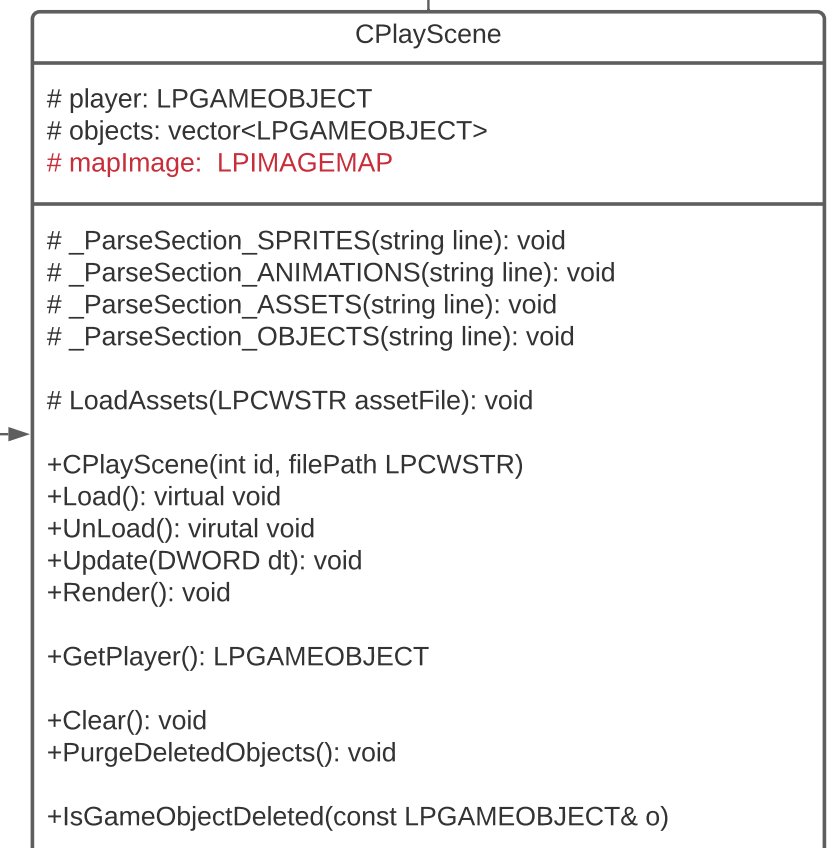 CPlayScene
# player: LPGAMEOBJECT
# objects: vector<LPGAMEOBJECT>
# mapImage:  LPIMAGEMAP
# _ParseSection_SPRITES(string line): void
# _ParseSection_ANIMATIONS(string line): void
# _ParseSection_ASSETS(string line): void
# _ParseSection_OBJECTS(string line): void
# LoadAssets(LPCWSTR assetFile): void
+CPlayScene(int id, filePath LPCWSTR)
+Load(): virtual void
+UnLoad(): virutal void
+Update(DWORD dt): void
+Render(): void
+GetPlayer(): LPGAMEOBJECT
+Clear(): void
+PurgeDeletedObjects(): void
+IsGameObjectDeleted(const LPGAMEOBJECT& o)